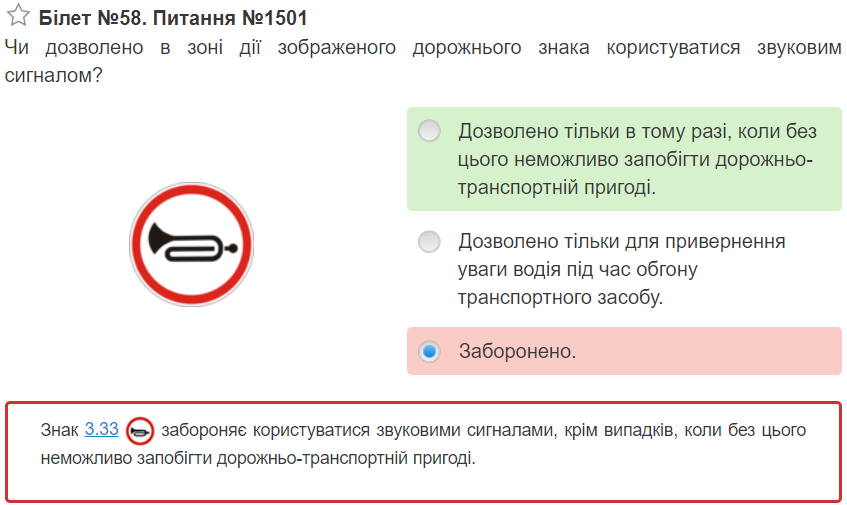 Білет №58. Питання №1501
Чи дозволено в зоні дії зображеного дорожнього знака користуватися звуковим
сигналом?
Дозволено тільки в тому разі, коли без
цього неможливо запобігти дорожньо-
транспортній пригоді.
Дозволено тільки для привернення
уваги водія під час обгону
транспортного засобу.
Заборонено.
Знак 3.33 забороняє користуватися звуковими сигналами, крім випадків, коли без цього
неможливо запобігти дорожньо-транспортній пригоді.